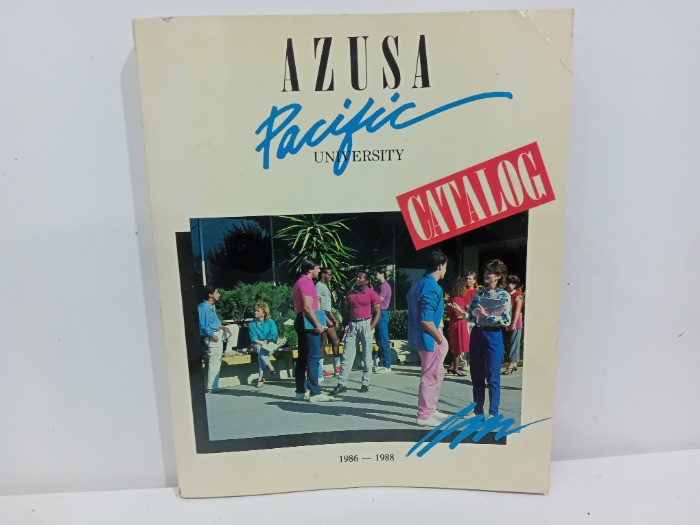 AZUSA
Pacific
UNIVERSITY
CATALOG
1986 — 1988